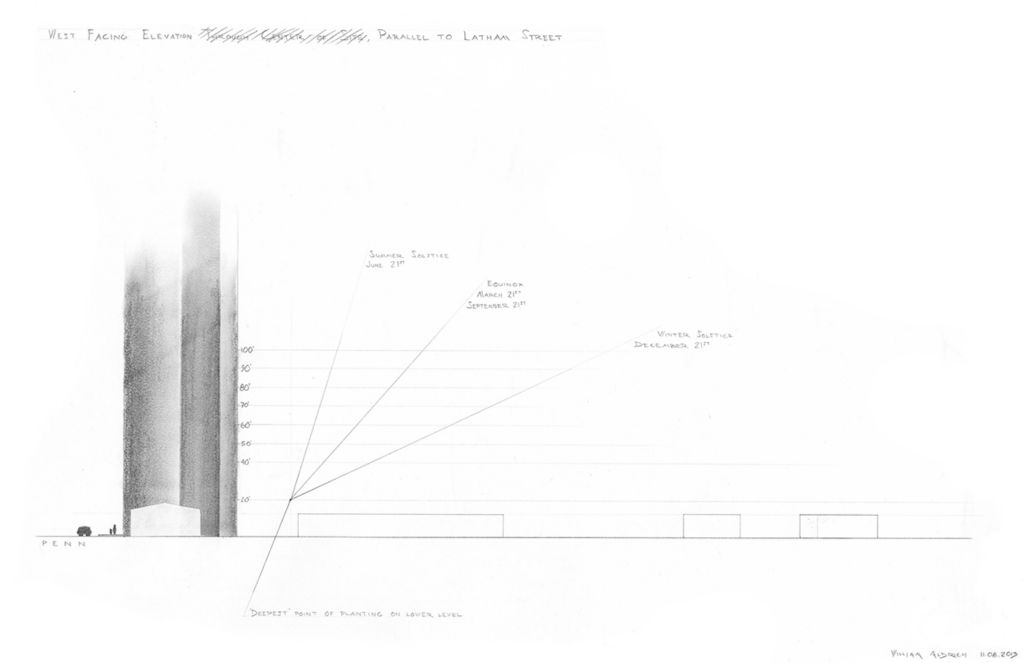 West Facing Elevation Through Center of Site, Parallel to Latham Street
Summer Solstice
June 21st
Equinox
March 21st
September 21st
Winter Solstice
December 21st
100'
90'
80'
70'
60'
50'
40'
20'
PENN
"Deepest" point of planting on lower level
William Aldrich 11.06.2013